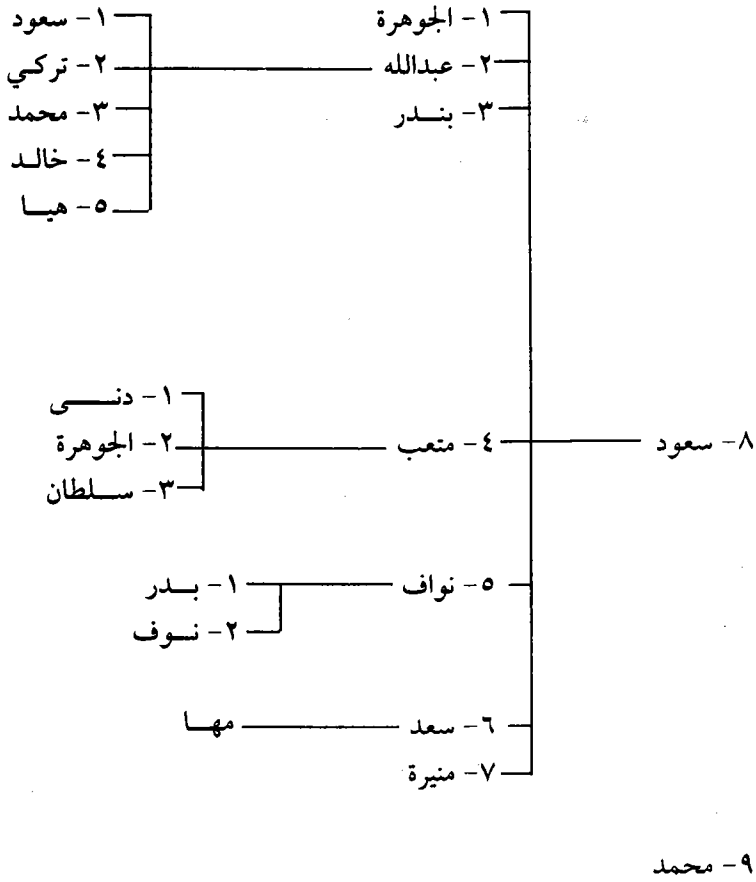 ٨- سعود
١- الجوهرة
٢- عبدالله
١- سعود
٢- تركي
٣- محمد
٤- خالد
٥- هيا
٣- بندر
٤- متعب
١- دنى
٢- الجوهرة
٣- سلطان
٥- نواف
١- بدر
٢- نوف
٦- سعد
مها
٧- منيرة
٩- محمد